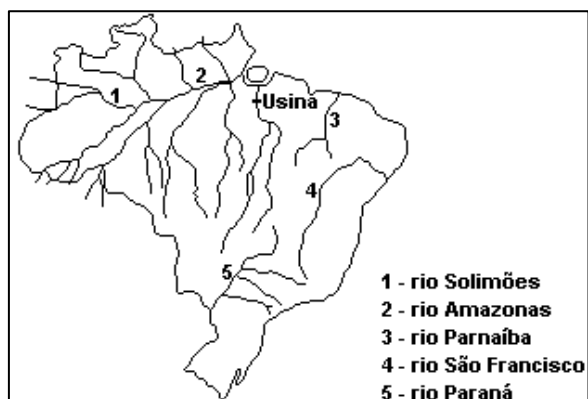 2
1
Usina
3
4
5
1 - rio Solimões
2 - rio Amazonas
3 - rio Parnaíba
4 - rio São Francisco
5 - rio Paraná